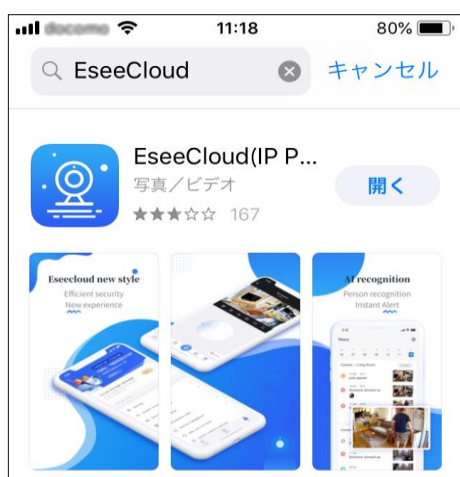 11:18
80%
EseeCloud
キャンセル
EseeCloud(IP P...
写真／ビデオ
開く
167
Eseecloud new style
Efficient security
New experience
AI recognition
Person recognition
Instant Alert